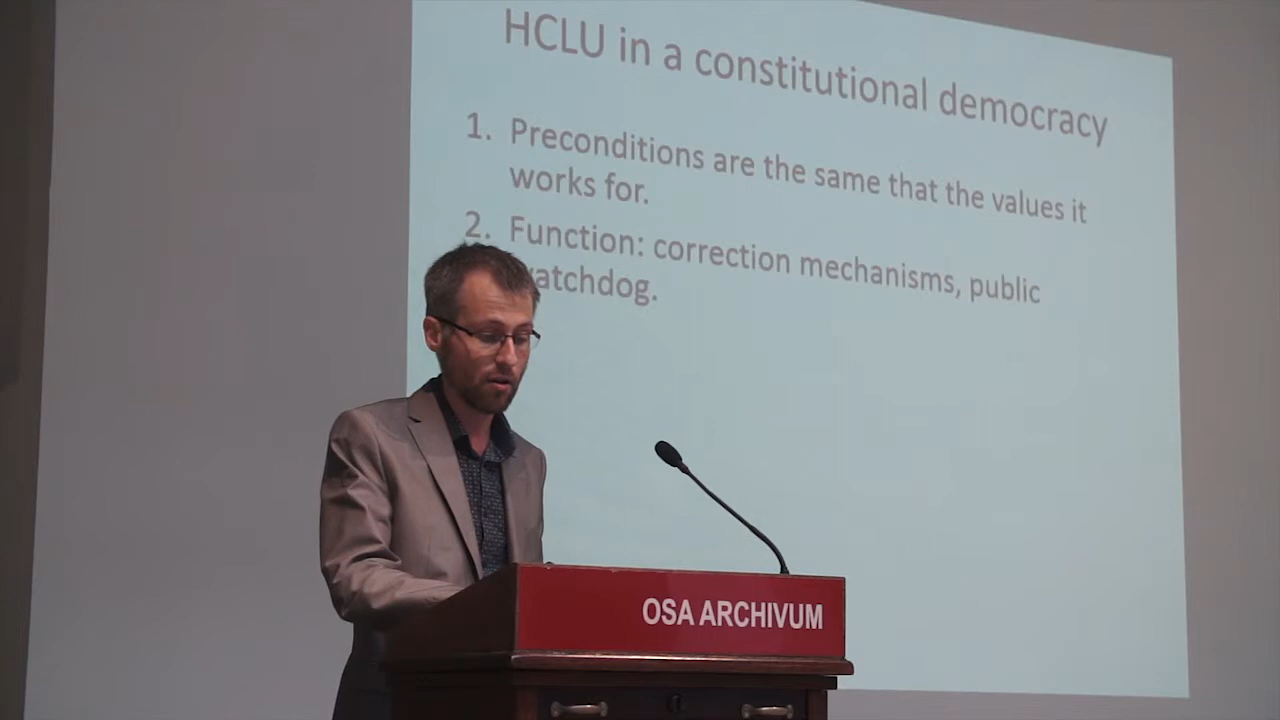 HCLU in a constitutional democracy
1. Preconditions are the same that the values it
works for.
2. Function: correction mechanisms, public
watchdog.
OSA ARCHIVUM